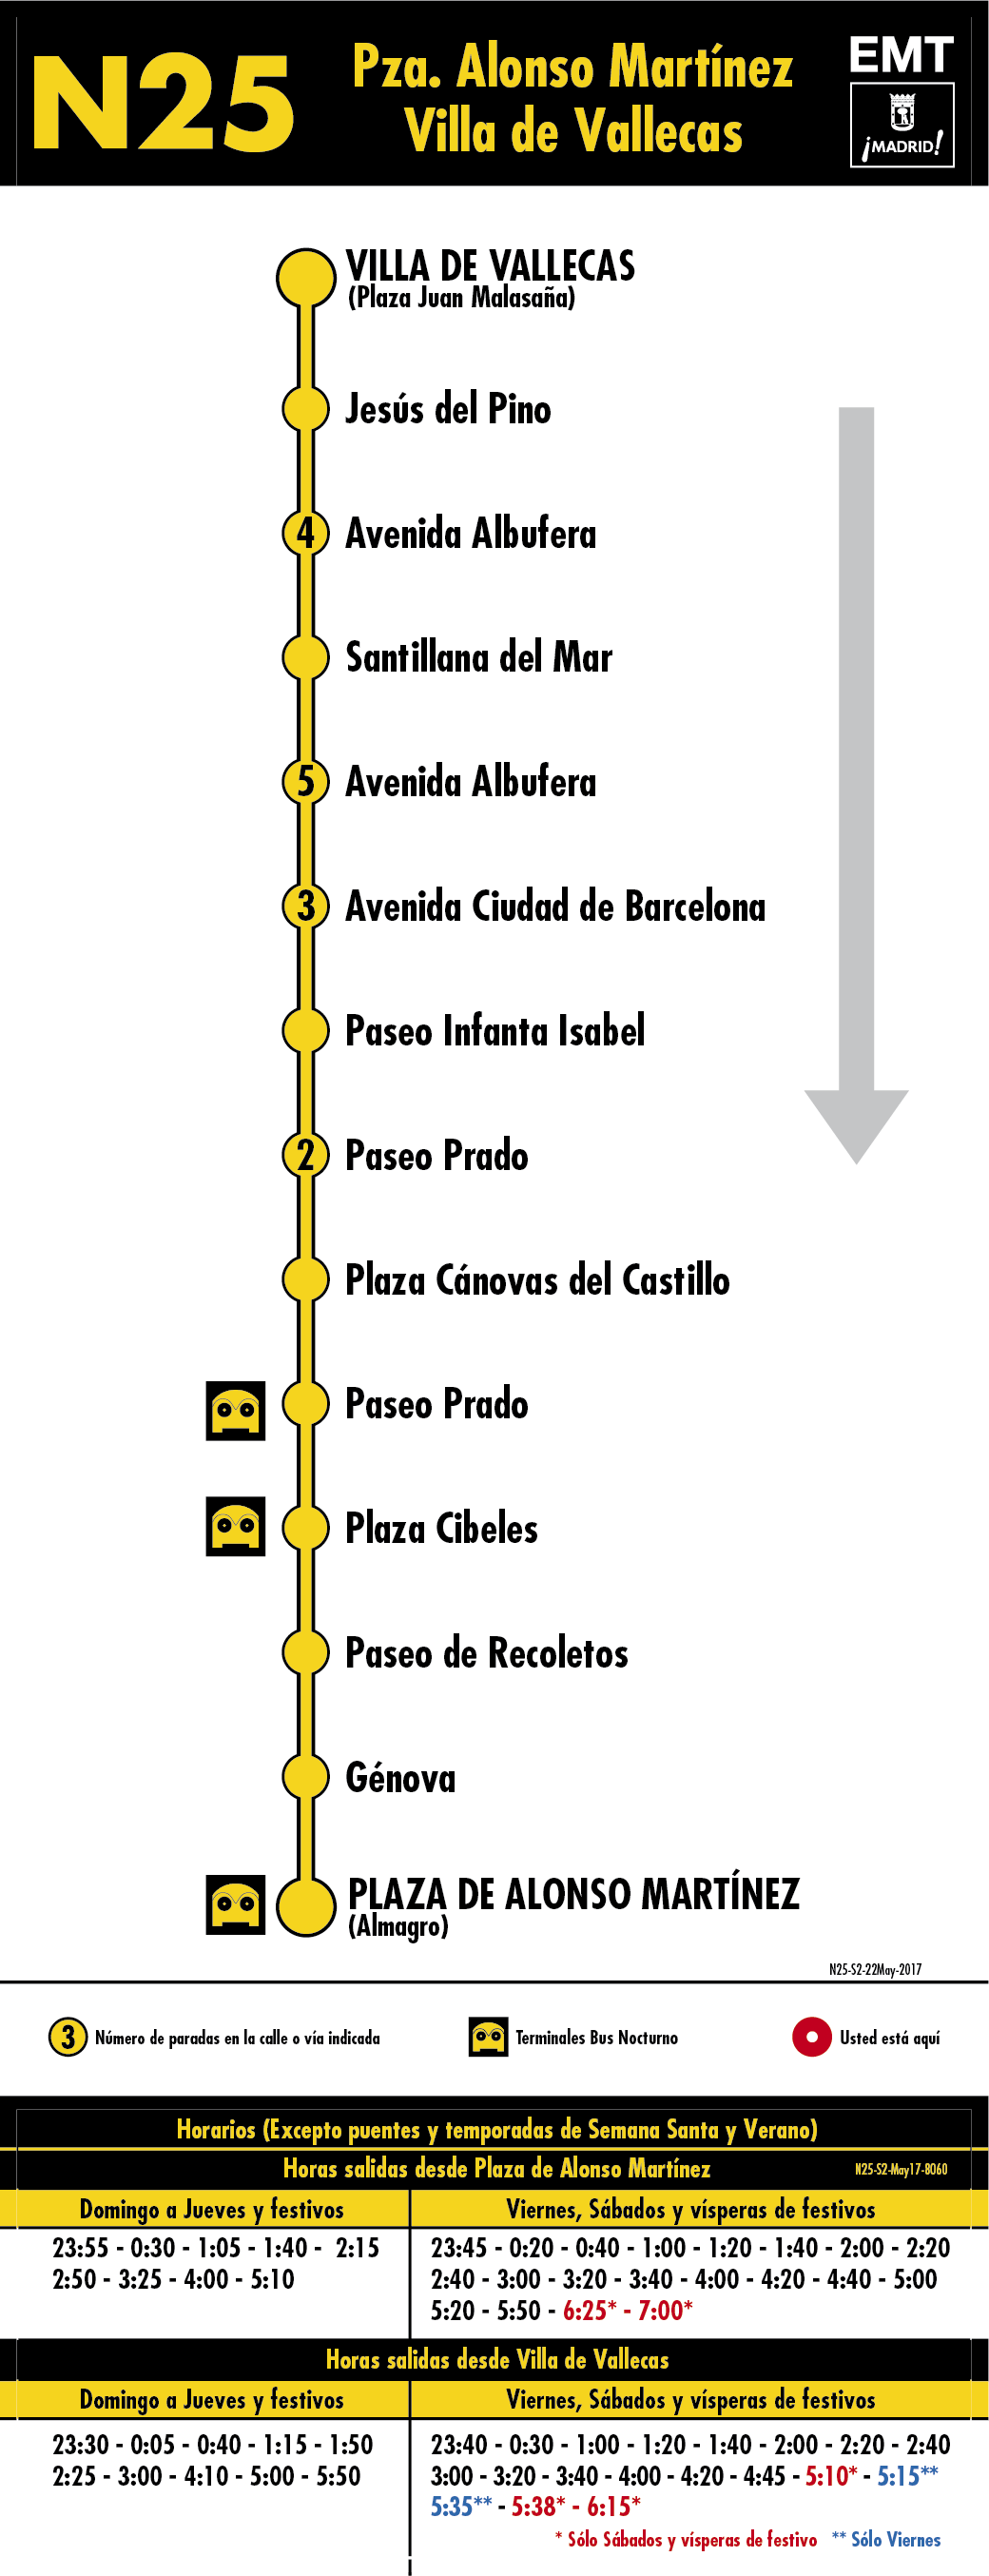 N25
Pza. Alonso Martínez
Villa de Vallecas
EMT
¡MADRID!
VILLA DE VALLECAS
(Plaza Juan Malasaña)
Jesús del Pino
4 Avenida Albufera
Santillana del Mar
5 Avenida Albufera
3 Avenida Ciudad de Barcelona
Paseo Infanta Isabel
2 Paseo Prado
Plaza Cánovas del Castillo
Paseo Prado
Plaza Cibeles
Paseo de Recoletos
Génova
PLAZA DE ALONSO MARTÍNEZ
(Almagro)
N25-S2-22May-2017
3 Número de paradas en la calle o vía indicada
Terminales Bus Nocturno
Usted está aquí
Horarios (Excepto puentes y temporadas de Semana Santa y Verano)
Horas salidas desde Plaza de Alonso Martínez
N25-S2-May17-8060
Domingo a Jueves y festivos
23:55 - 0:30 - 1:05 - 1:40 - 2:15
2:50 - 3:25 - 4:00 - 5:10
Viernes, Sábados y vísperas de festivos
23:45 - 0:20 - 0:40 - 1:00 - 1:20 - 1:40 - 2:00 - 2:20
2:40 - 3:00 - 3:20 - 3:40 - 4:00 - 4:20 - 4:40 - 5:00
5:20 - 5:50 - 6:25* - 7:00*
Horas salidas desde Villa de Vallecas
Domingo a Jueves y festivos
23:30 - 0:05 - 0:40 - 1:15 - 1:50
2:25 - 3:00 - 4:10 - 5:00 - 5:50
Viernes, Sábados y vísperas de festivos
23:40 - 0:30 - 1:00 - 1:20 - 1:40 - 2:00 - 2:20 - 2:40
3:00 - 3:20 - 3:40 - 4:00 - 4:20 - 4:45 - 5:10* - 5:15**
5:35** - 5:38* - 6:15*
* Sólo Sábados y vísperas de festivo ** Sólo Viernes